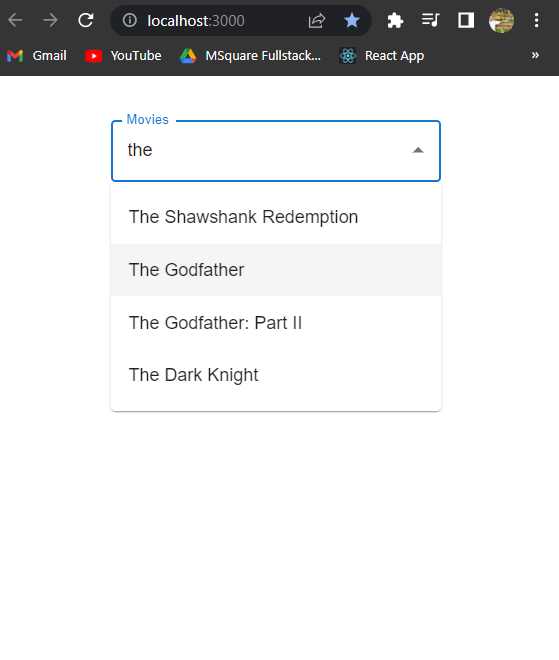 localhost:3000
Gmail YouTube MSquare Fullstack... React App »
Movies
the
The Shawshank Redemption
The Godfather
The Godfather: Part II
The Dark Knight